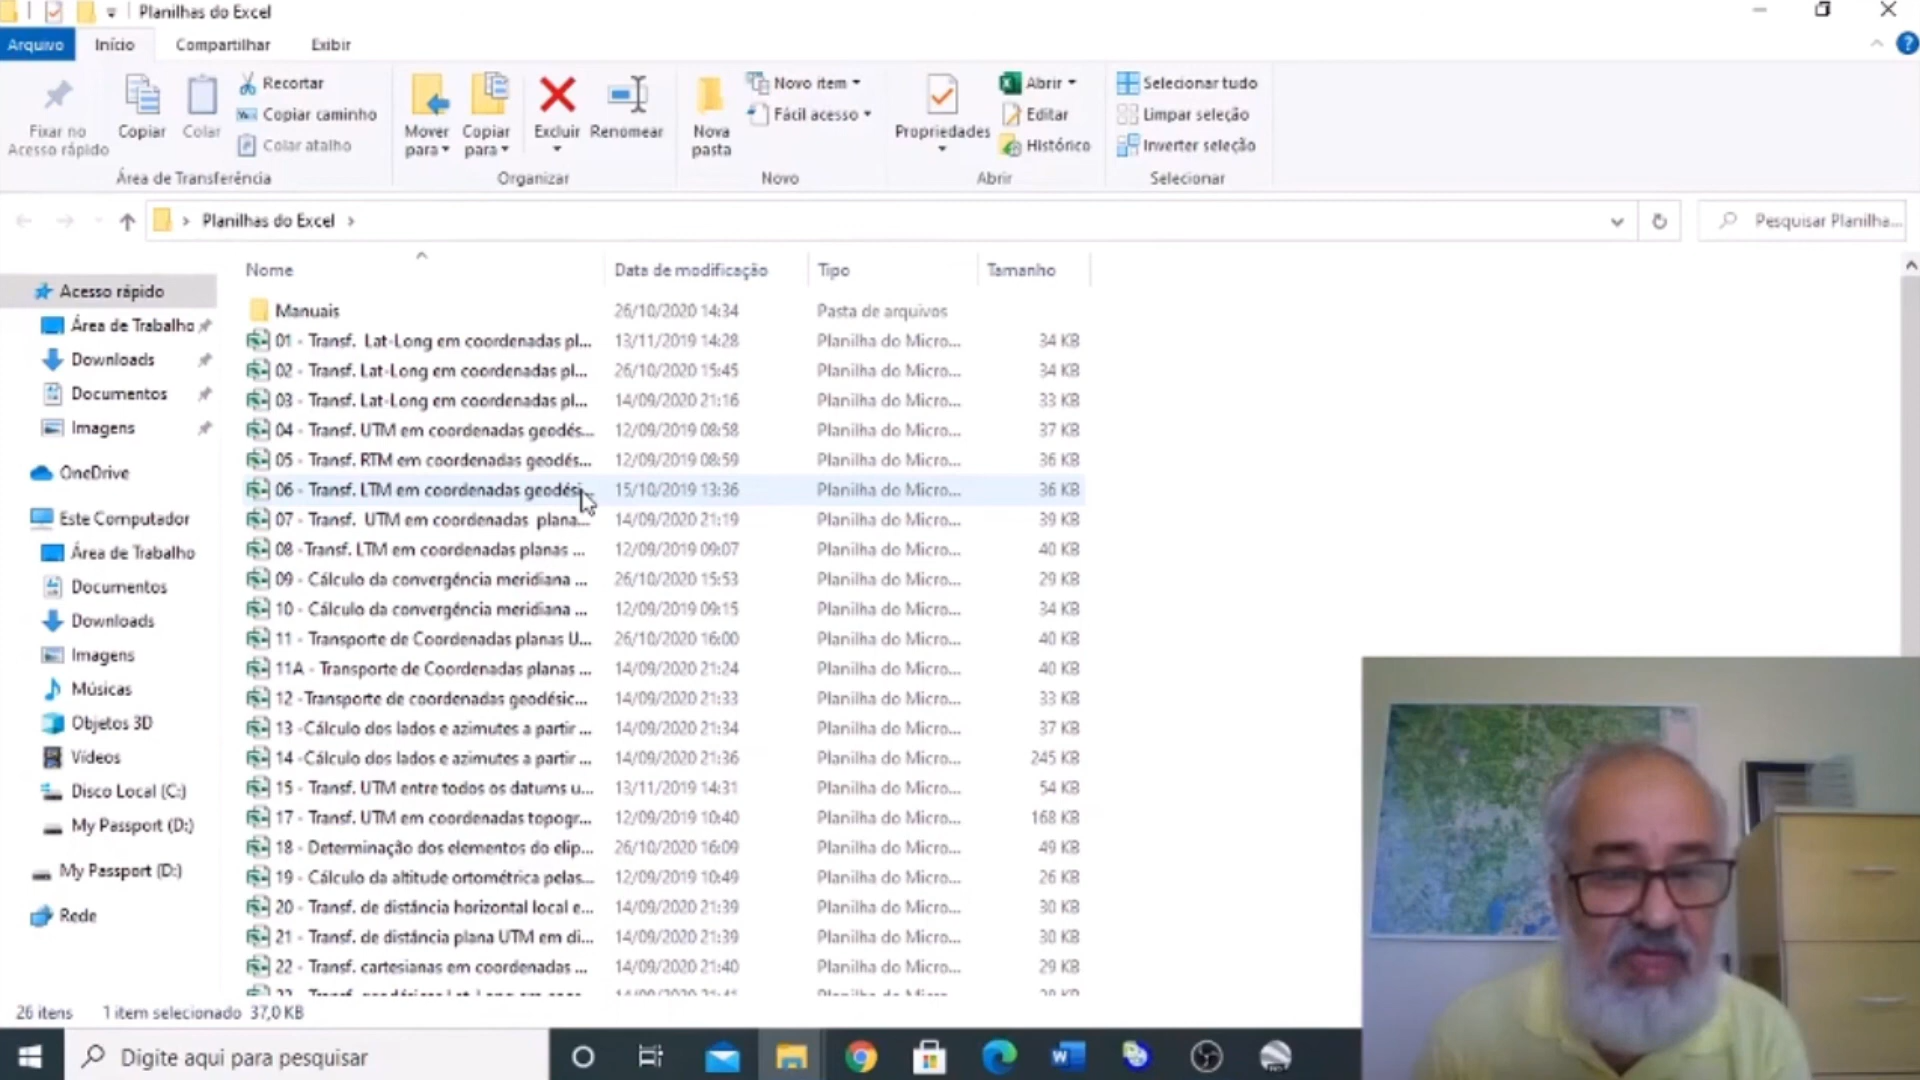 Planilhas do Excel
Arquivo Início Compartilhar Exibir
Fixar no Acesso rápido
Copiar
Colar
Recortar
Copiar caminho
Colar atalho
Área de Transferência
Mover para
Copiar para
Excluir
Renomear
Organizar
Nova pasta
Novo item
Fácil acesso
Novo
Propriedades
Abrir
Editar
Histórico
Abrir
Selecionar tudo
Limpar seleção
Inverter seleção
Selecionar
Planilhas do Excel
Pesquisar Planilha...
Acesso rápido
Área de Trabalho
Downloads
Documentos
Imagens
OneDrive
Este Computador
Área de Trabalho
Documentos
Downloads
Imagens
Músicas
Objetos 3D
Vídeos
Disco Local (C:)
My Passport (D:)
My Passport (D:)
Rede
Nome Data de modificação Tipo Tamanho
Manuais 26/10/2020 14:34 Pasta de arquivos
01 - Transf. Lat-Long em coordenadas pl... 13/11/2019 14:28 Planilha do Micro... 34 KB
02 - Transf. Lat-Long em coordenadas pl... 26/10/2020 15:45 Planilha do Micro... 34 KB
03 - Transf. Lat-Long em coordenadas pl... 14/09/2020 21:16 Planilha do Micro... 33 KB
04 - Transf. UTM em coordenadas geodés... 12/09/2019 08:58 Planilha do Micro... 37 KB
05 - Transf. RTM em coordenadas geodés... 12/09/2019 08:59 Planilha do Micro... 36 KB
06 - Transf. LTM em coordenadas geodési... 15/10/2019 13:36 Planilha do Micro... 36 KB
07 - Transf. UTM em coordenadas plana... 14/09/2020 21:19 Planilha do Micro... 39 KB
08 -Transf. LTM em coordenadas planas ... 12/09/2019 09:07 Planilha do Micro... 40 KB
09 - Cálculo da convergência meridiana ... 26/10/2020 15:53 Planilha do Micro... 29 KB
10 - Cálculo da convergência meridiana ... 12/09/2019 09:15 Planilha do Micro... 34 KB
11 - Transporte de Coordenadas planas U... 26/10/2020 16:00 Planilha do Micro... 40 KB
11A - Transporte de Coordenadas planas ... 14/09/2020 21:24 Planilha do Micro... 40 KB
12 -Transporte de coordenadas geodésic... 14/09/2020 21:33 Planilha do Micro... 33 KB
13 -Cálculo dos lados e azimutes a partir ... 14/09/2020 21:34 Planilha do Micro... 37 KB
14 -Cálculo dos lados e azimutes a partir ... 14/09/2020 21:36 Planilha do Micro... 245 KB
15 - Transf. UTM entre todos os datums u... 13/11/2019 14:31 Planilha do Micro... 54 KB
17 - Transf. UTM em coordenadas topogr... 12/09/2019 10:40 Planilha do Micro... 168 KB
18 - Determinação dos elementos do elip... 26/10/2020 16:09 Planilha do Micro... 49 KB
19 - Cálculo da altitude ortométrica pelas... 12/09/2019 10:49 Planilha do Micro... 26 KB
20 - Transf. de distância horizontal local e... 14/09/2020 21:39 Planilha do Micro... 30 KB
21 - Transf. de distância plana UTM em di... 14/09/2020 21:39 Planilha do Micro... 30 KB
22 - Transf. cartesianas em coordenadas ... 14/09/2020 21:40 Planilha do Micro... 29 KB
26 itens 1 item selecionado 37,0 KB
Digite aqui para pesquisar